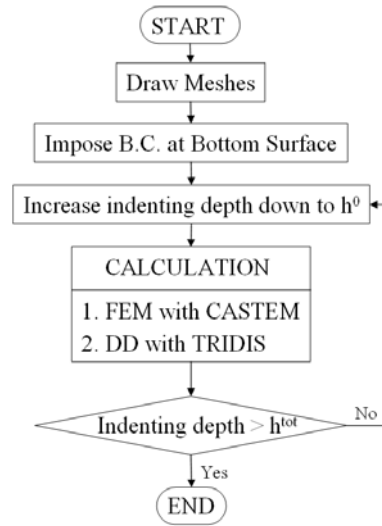 START
Draw Meshes
Impose B.C. at Bottom Surface
Increase indenting depth down to h⁰
CALCULATION
1. FEM with CASTEM
2. DD with TRIDIS
Indenting depth > hᵗᵒᵗ
No
Yes
END